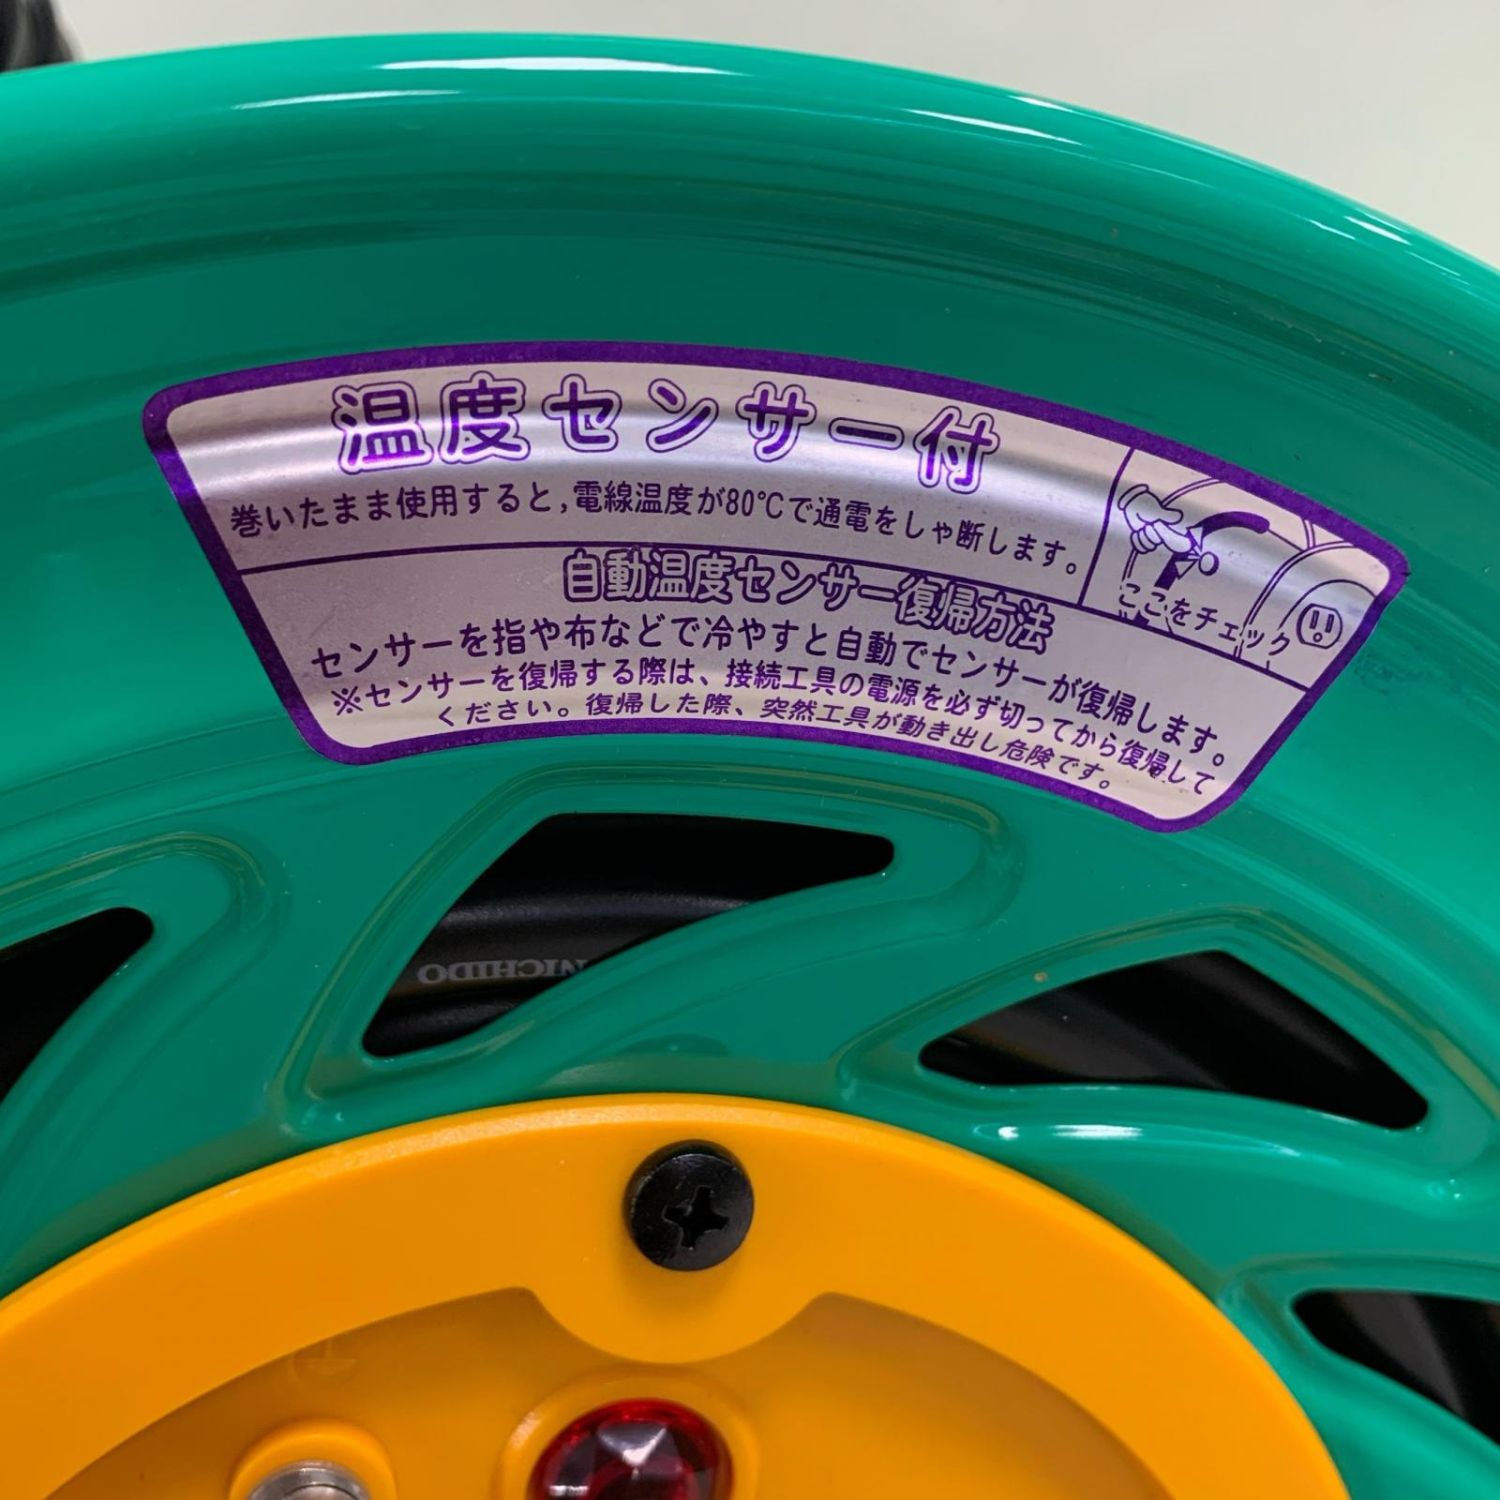 温度センサー付
巻いたまま使用すると,電線温度が80℃で通電をしゃ断します。
ここをチェック
自動温度センサー復帰方法
センサーを指や布などで冷やすと自動でセンサーが復帰します。
※センサーを復帰する際は、接続工具の電源を必ず切ってから復帰して
ください。復帰した際、突然工具が動き出し危険です。
NICHIDO